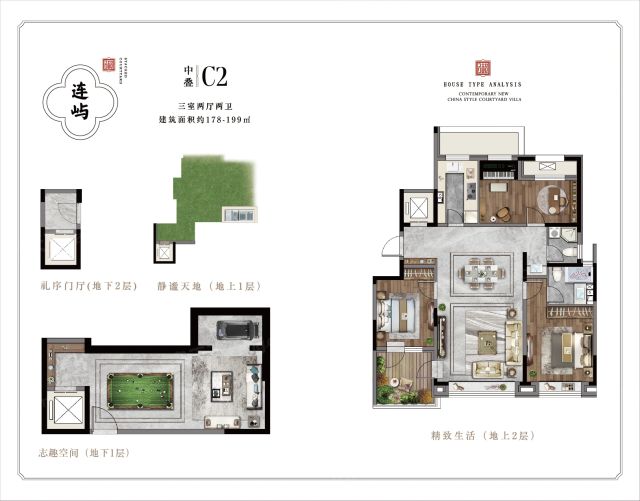 连屿
中叠 C2
三室两厅两卫
建筑面积约178-199㎡
HOUSE TYPE ANALYSIS
CONTEMPORARY NEW
CHINA STYLE COURTYARD VILLA
礼序门厅(地下2层)
静谧天地（地上1层）
志趣空间（地下1层）
精致生活（地上2层）